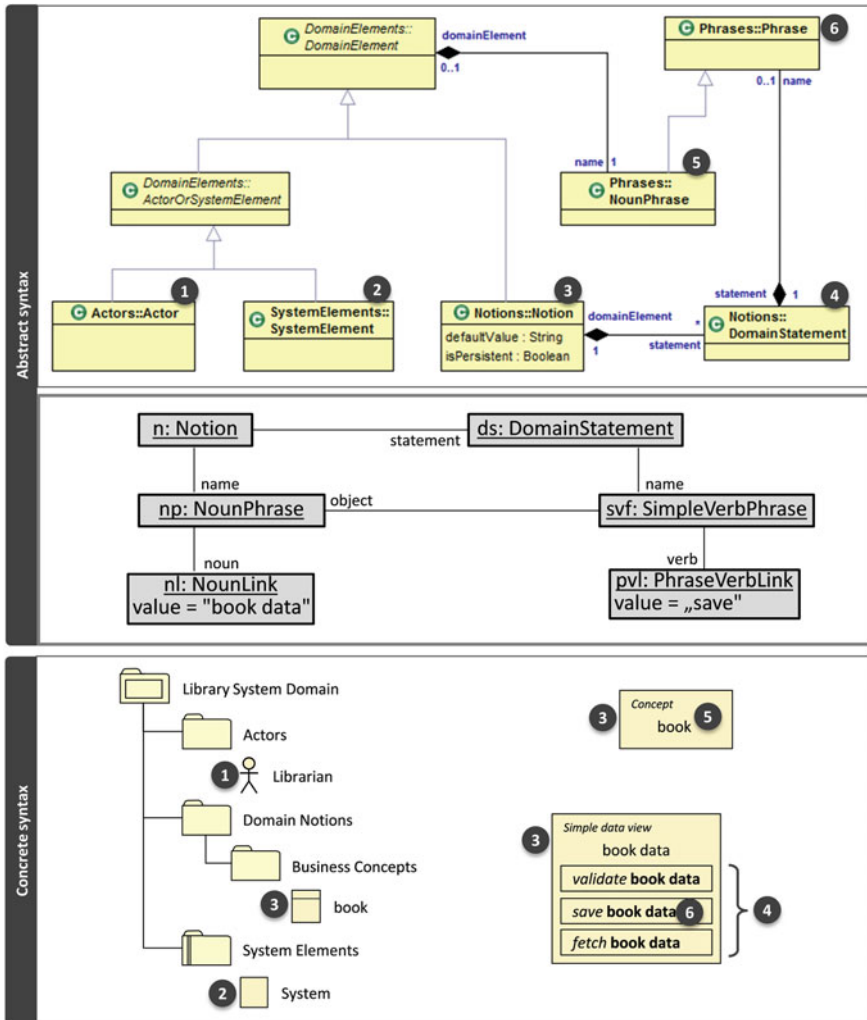 Abstract syntax
C DomainElements::
DomainElement
domainElement
0..1
C Phrases::Phrase
6
0..1 name
C DomainElements::
ActorOrSystemElement
name 1
5
C Phrases::
NounPhrase
1
C Actors::Actor
2
C SystemElements::
SystemElement
3
C Notions::Notion
defaultValue : String
isPersistent : Boolean
domainElement
1
*
statement
statement
1
4
C Notions::
DomainStatement
n: Notion
statement
ds: DomainStatement
name
name
np: NounPhrase
object
svf: SimpleVerbPhrase
noun
verb
nl: NounLink
value = "book data"
pvl: PhraseVerbLink
value = „save"
Concrete syntax
Library System Domain
Actors
1
Librarian
Domain Notions
Business Concepts
3
book
System Elements
2
System
3
Concept
book
5
3
Simple data view
book data
validate book data
save book data
6
fetch book data
4